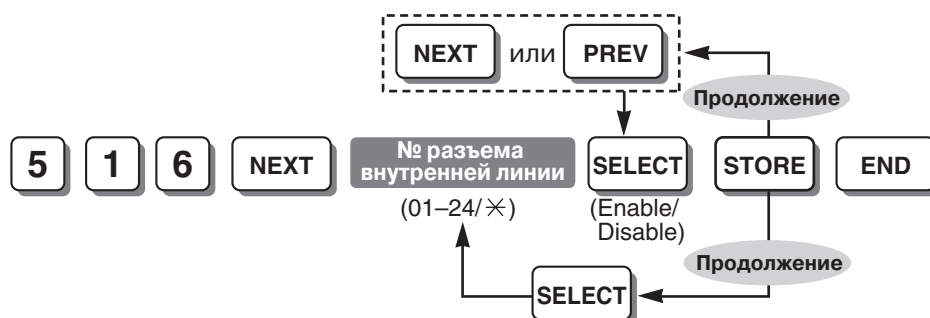 NEXT или PREV
Продолжение
5 1 6 NEXT № разъема внутренней линии SELECT STORE END
(01–24/✳) (Enable/Disable)
Продолжение
SELECT